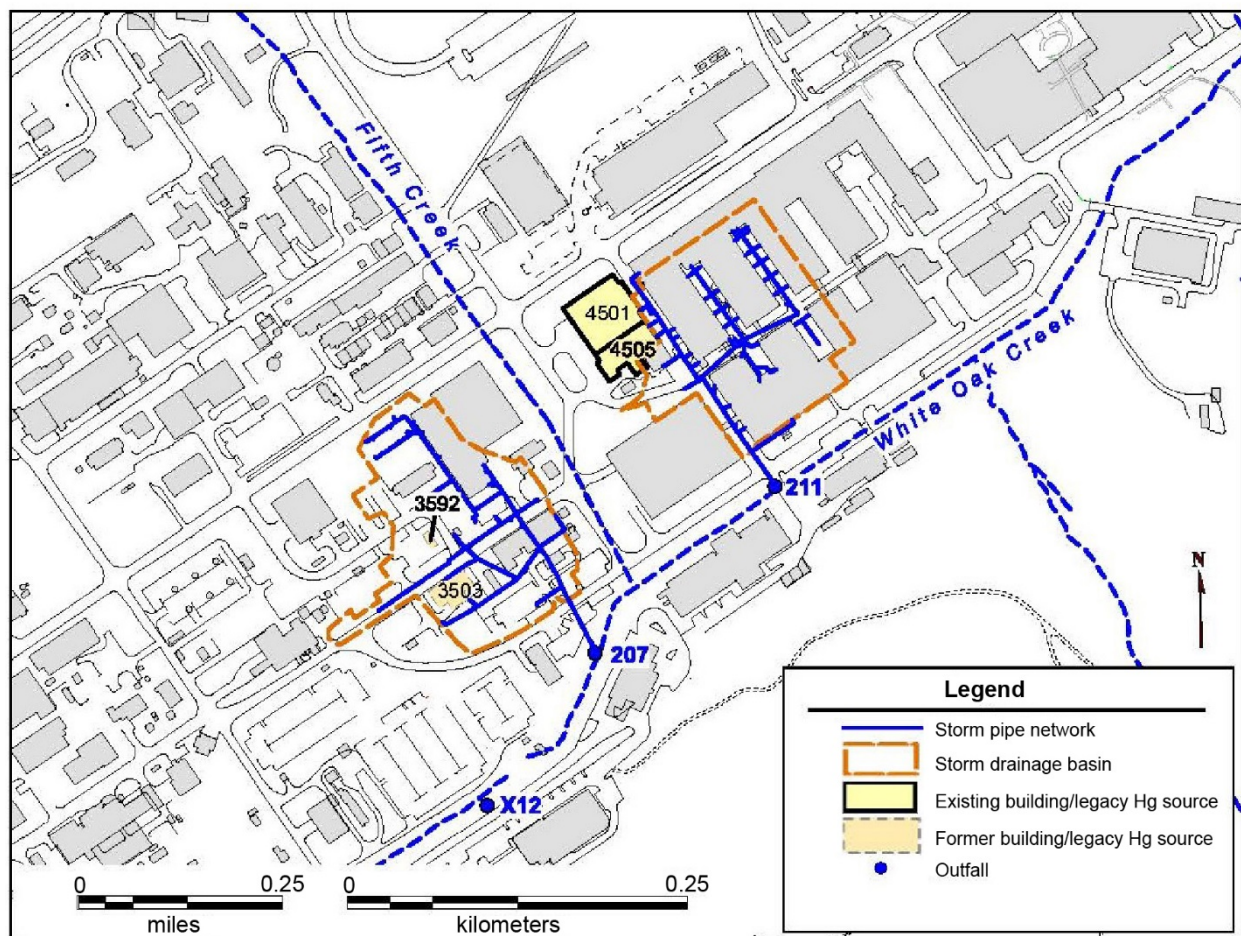 Fifth Creek
4501
4505
White Oak Creek
211
3592
3503
207
X12
N
Legend
Storm pipe network
Storm drainage basin
Existing building/legacy Hg source
Former building/legacy Hg source
Outfall
0 0.25
miles
0 0.25
kilometers